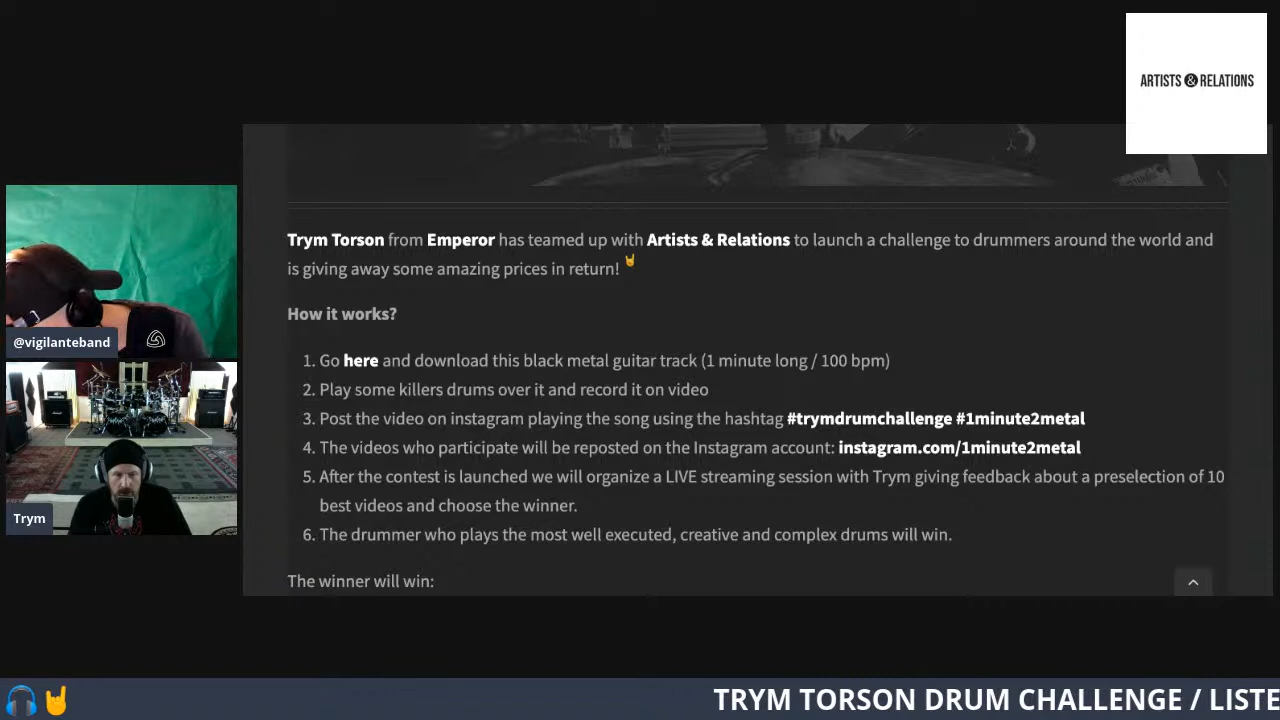 ARTISTS & RELATIONS
Trym Torson from Emperor has teamed up with Artists & Relations to launch a challenge to drummers around the world and
is giving away some amazing prices in return! 🤘
How it works?
1. Go here and download this black metal guitar track (1 minute long / 100 bpm)
2. Play some killers drums over it and record it on video
3. Post the video on instagram playing the song using the hashtag #trymdrumchallenge #1minute2metal
4. The videos who participate will be reposted on the Instagram account: instagram.com/1minute2metal
5. After the contest is launched we will organize a LIVE streaming session with Trym giving feedback about a preselection of 10
best videos and choose the winner.
6. The drummer who plays the most well executed, creative and complex drums will win.
The winner will win:
@vigilanteband
Trym
🎧🤘 TRYM TORSON DRUM CHALLENGE / LISTE